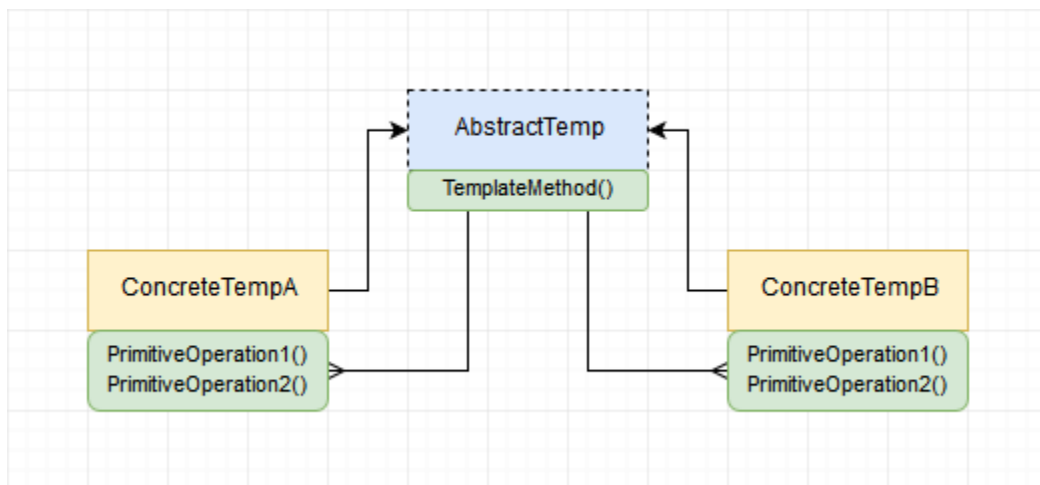 AbstractTemp
TemplateMethod()
ConcreteTempA
PrimitiveOperation1()
PrimitiveOperation2()
ConcreteTempB
PrimitiveOperation1()
PrimitiveOperation2()